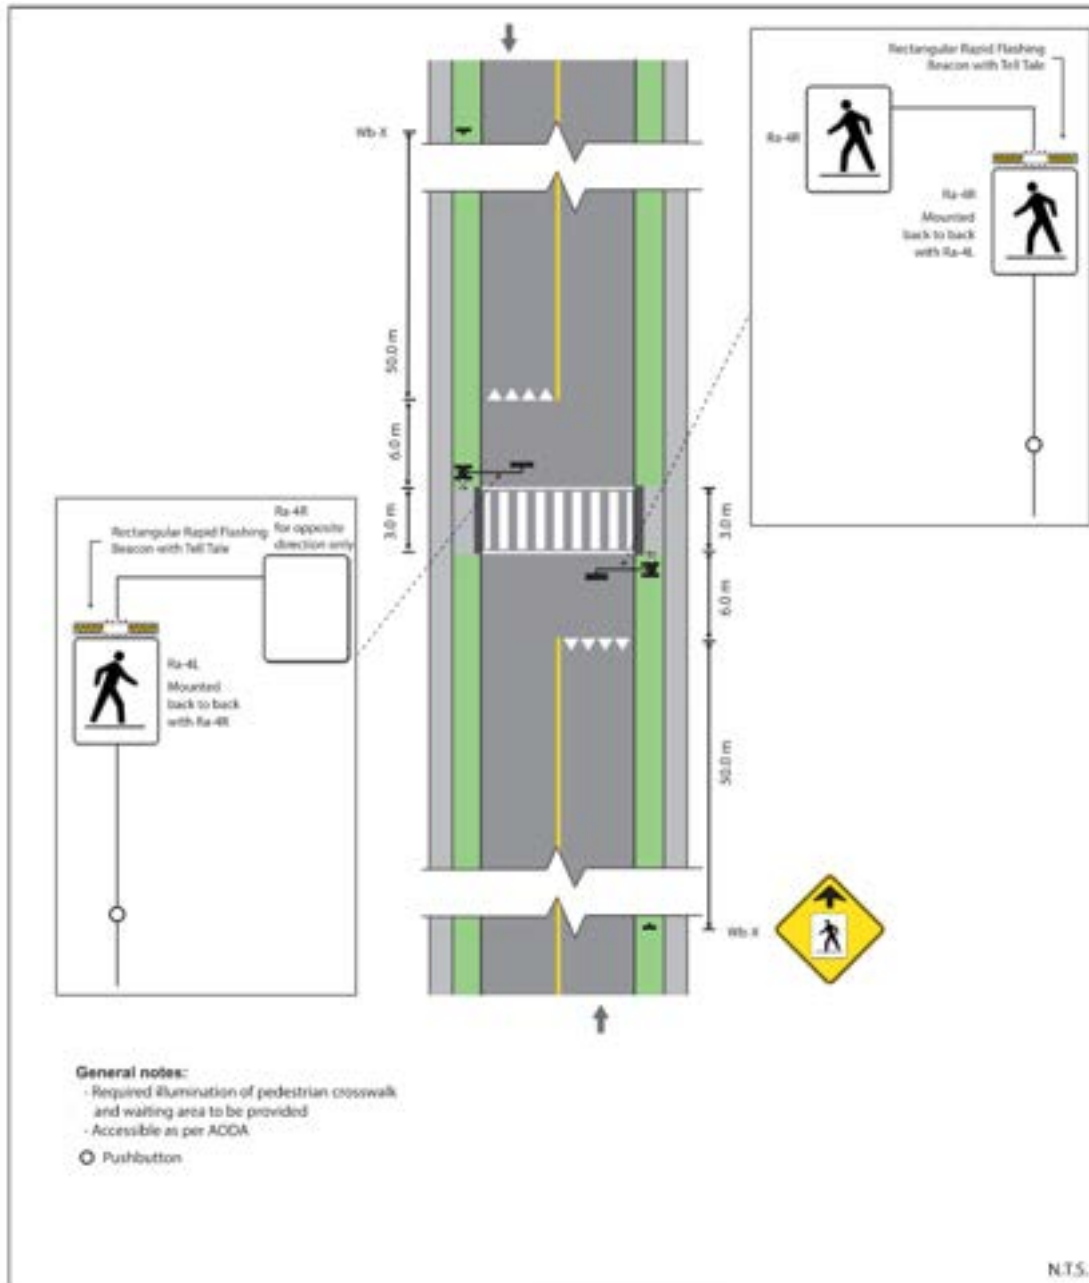 Rectangular Rapid Flashing
Beacon with Tell Tale
Ra-4R
Ra-4R
Mounted
back to back
with Ra-4L
Wb-X
50.0 m
6.0 m
3.0 m
3.0 m
6.0 m
50.0 m
Ra-4R
for opposite
direction only
Rectangular Rapid Flashing
Beacon with Tell Tale
Ra-4L
Mounted
back to back
with Ra-4R
Wb-X
General notes:
- Required illumination of pedestrian crosswalk
and waiting area to be provided
- Accessible as per AODA
Pushbutton
N.T.S.